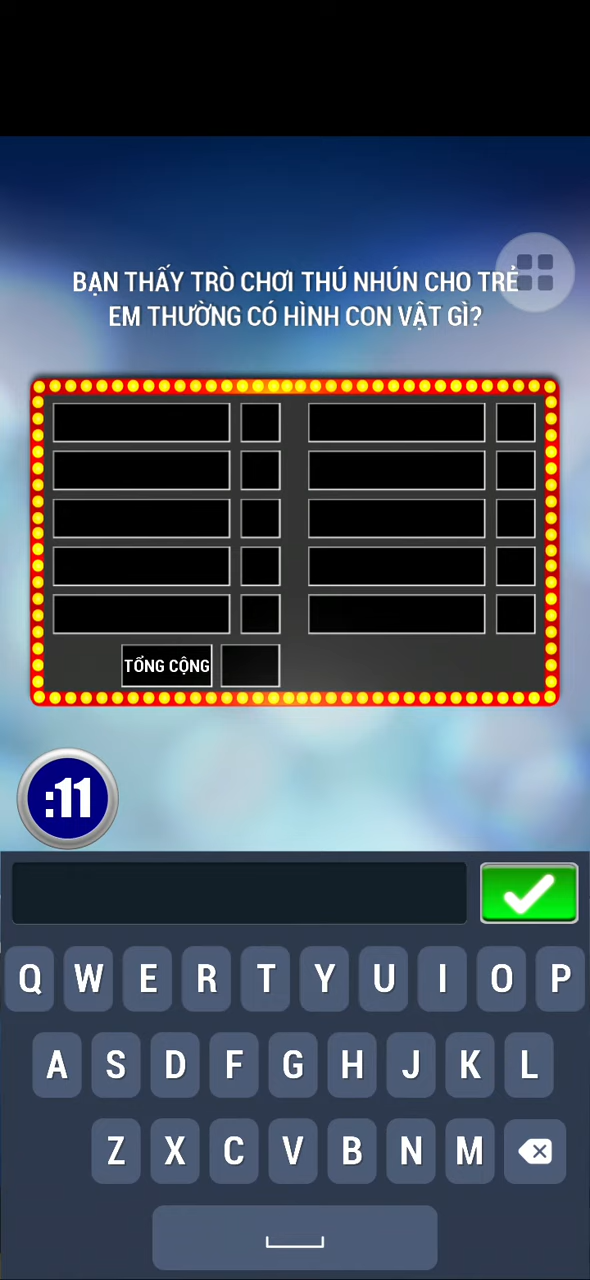 BẠN THẤY TRÒ CHƠI THÚ NHÚN CHO TRẺ
EM THƯỜNG CÓ HÌNH CON VẬT GÌ?
TỔNG CỘNG
:11
Q W E R T Y U I O P
A S D F G H J K L
Z X C V B N M